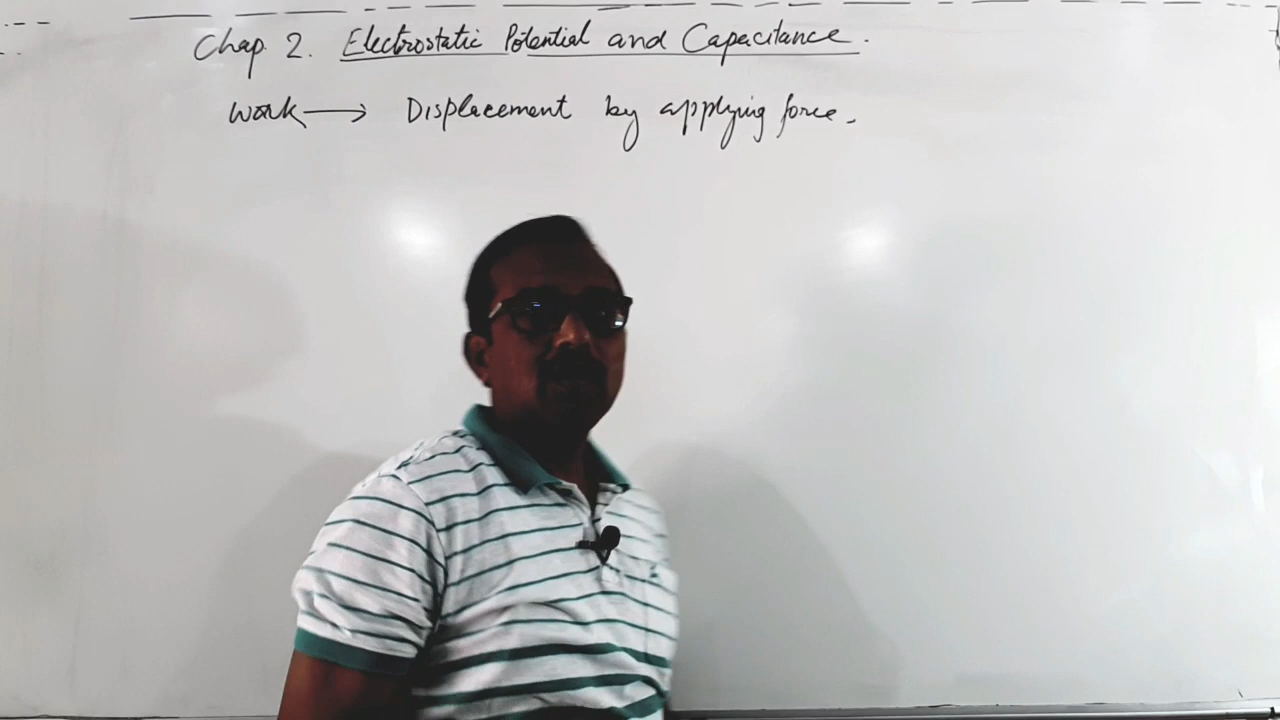 Chap 2. Electrostatic Potential and Capacitance.
Work → Displacement by applying force.